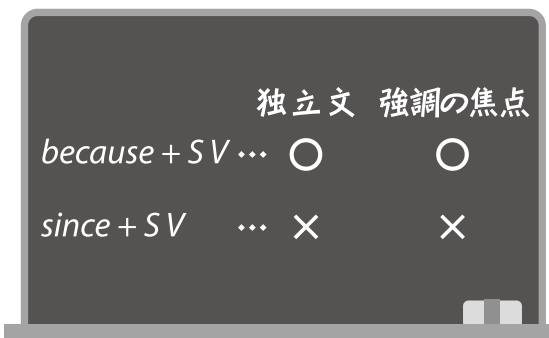 独立文 強調の焦点
because + S V … ○ ○
since + S V … × ×